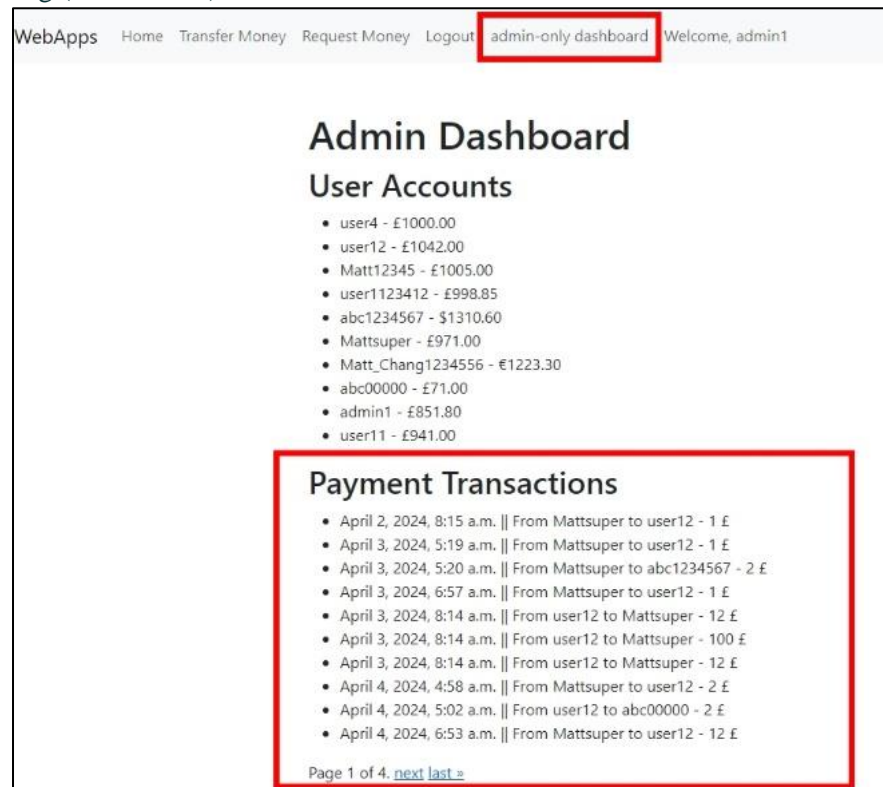 WebApps Home Transfer Money Request Money Logout admin-only dashboard Welcome, admin1
Admin Dashboard
User Accounts
• user4 - £1000.00
• user12 - £1042.00
• Matt12345 - £1005.00
• user1123412 - £998.85
• abc1234567 - $1310.60
• Mattsuper - £971.00
• Matt_Chang1234556 - €1223.30
• abc00000 - £71.00
• admin1 - £851.80
• user11 - £941.00
Payment Transactions
• April 2, 2024, 8:15 a.m. || From Mattsuper to user12 - 1 £
• April 3, 2024, 5:19 a.m. || From Mattsuper to user12 - 1 £
• April 3, 2024, 5:20 a.m. || From Mattsuper to abc1234567 - 2 £
• April 3, 2024, 6:57 a.m. || From Mattsuper to user12 - 1 £
• April 3, 2024, 8:14 a.m. || From user12 to Mattsuper - 12 £
• April 3, 2024, 8:14 a.m. || From user12 to Mattsuper - 100 £
• April 3, 2024, 8:14 a.m. || From user12 to Mattsuper - 12 £
• April 4, 2024, 4:58 a.m. || From Mattsuper to user12 - 2 £
• April 4, 2024, 5:02 a.m. || From user12 to abc00000 - 2 £
• April 4, 2024, 6:53 a.m. || From Mattsuper to user12 - 12 £
Page 1 of 4. next last »